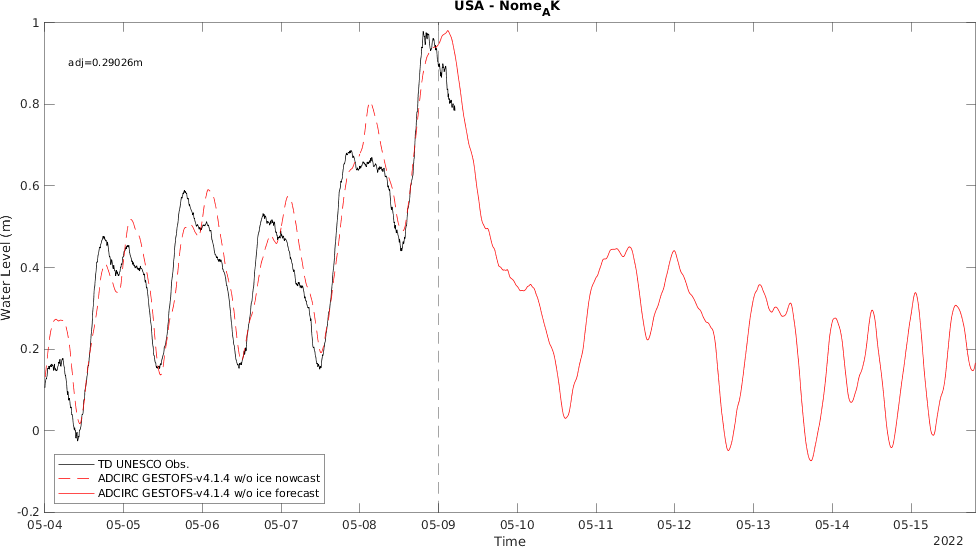 USA - Nome_AK
adj=0.29026m
Water Level (m)
1
0.8
0.6
0.4
0.2
0
-0.2
TD UNESCO Obs.
ADCIRC GESTOFS-v4.1.4 w/o ice nowcast
ADCIRC GESTOFS-v4.1.4 w/o ice forecast
05-04 05-05 05-06 05-07 05-08 05-09 05-10 05-11 05-12 05-13 05-14 05-15
Time
2022